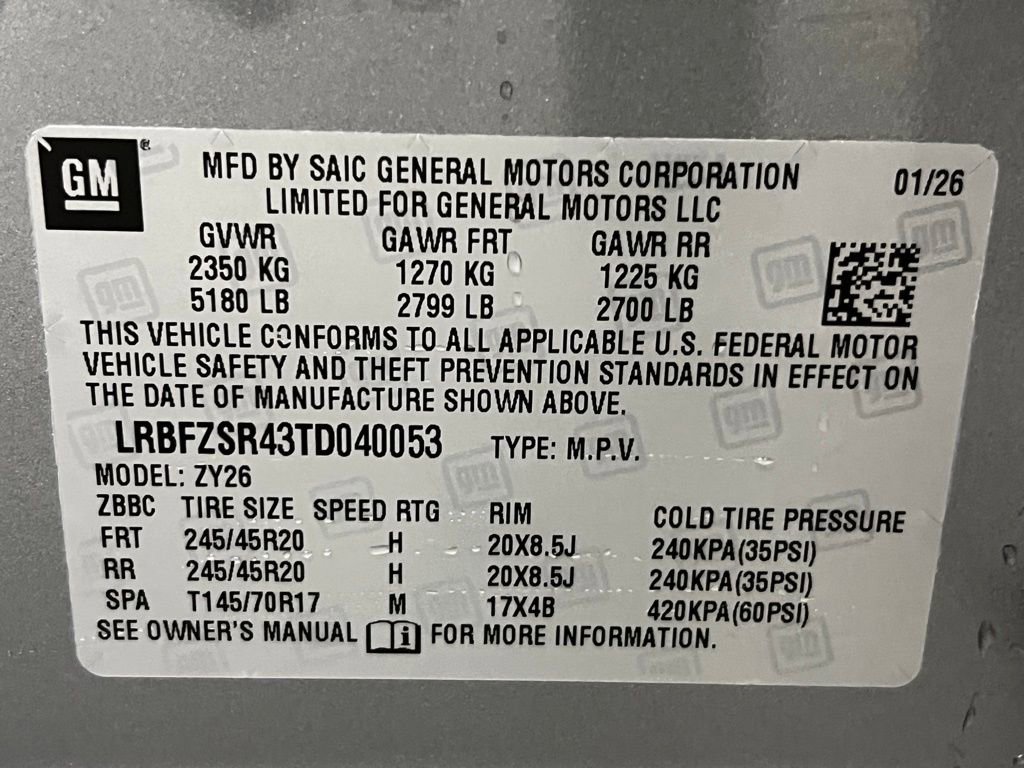 GM ®
MFD BY SAIC GENERAL MOTORS CORPORATION 01/26
LIMITED FOR GENERAL MOTORS LLC
GVWR GAWR FRT GAWR RR
2350 KG 1270 KG 1225 KG
5180 LB 2799 LB 2700 LB
THIS VEHICLE CONFORMS TO ALL APPLICABLE U.S. FEDERAL MOTOR
VEHICLE SAFETY AND THEFT PREVENTION STANDARDS IN EFFECT ON
THE DATE OF MANUFACTURE SHOWN ABOVE.
LRBFZSR43TD040053 TYPE: M.P.V.
MODEL: ZY26
ZBBC TIRE SIZE SPEED RTG RIM COLD TIRE PRESSURE
FRT 245/45R20 H 20X8.5J 240KPA(35PSI)
RR 245/45R20 H 20X8.5J 240KPA(35PSI)
SPA T145/70R17 M 17X4B 420KPA(60PSI)
SEE OWNER'S MANUAL i FOR MORE INFORMATION.